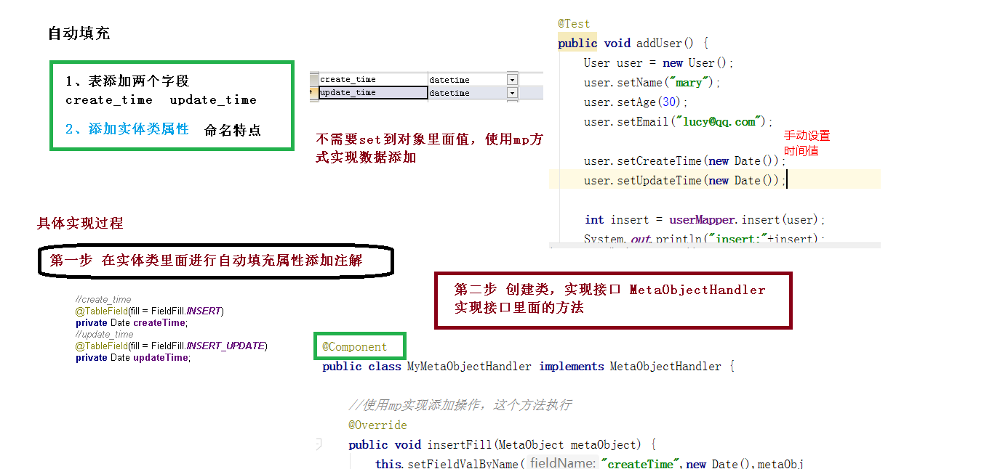 自动填充
1、表添加两个字段
create_time update_time
2、添加实体类属性 命名特点
create_time datetime
update_time datetime
不需要set到对象里面值，使用mp方
式实现数据添加
@Test
public void addUser() {
User user = new User();
user.setName("mary");
user.setAge(30);
user.setEmail("lucy@qq.com");
手动设置
时间值
user.setCreateTime(new Date());
user.setUpdateTime(new Date());
int insert = userMapper.insert(user);
System.out.println("insert:"+insert);
具体实现过程
第一步 在实体类里面进行自动填充属性添加注解
//create_time
@TableField(fill = FieldFill.INSERT)
private Date createTime;
//update_time
@TableField(fill = FieldFill.INSERT_UPDATE)
private Date updateTime;
第二步 创建类，实现接口 MetaObjectHandler
实现接口里面的方法
@Component
public class MyMetaObjectHandler implements MetaObjectHandler {
//使用mp实现添加操作，这个方法执行
@Override
public void insertFill(MetaObject metaObject) {
this.setFieldValByName( fieldName: "createTime",new Date(),metaObj